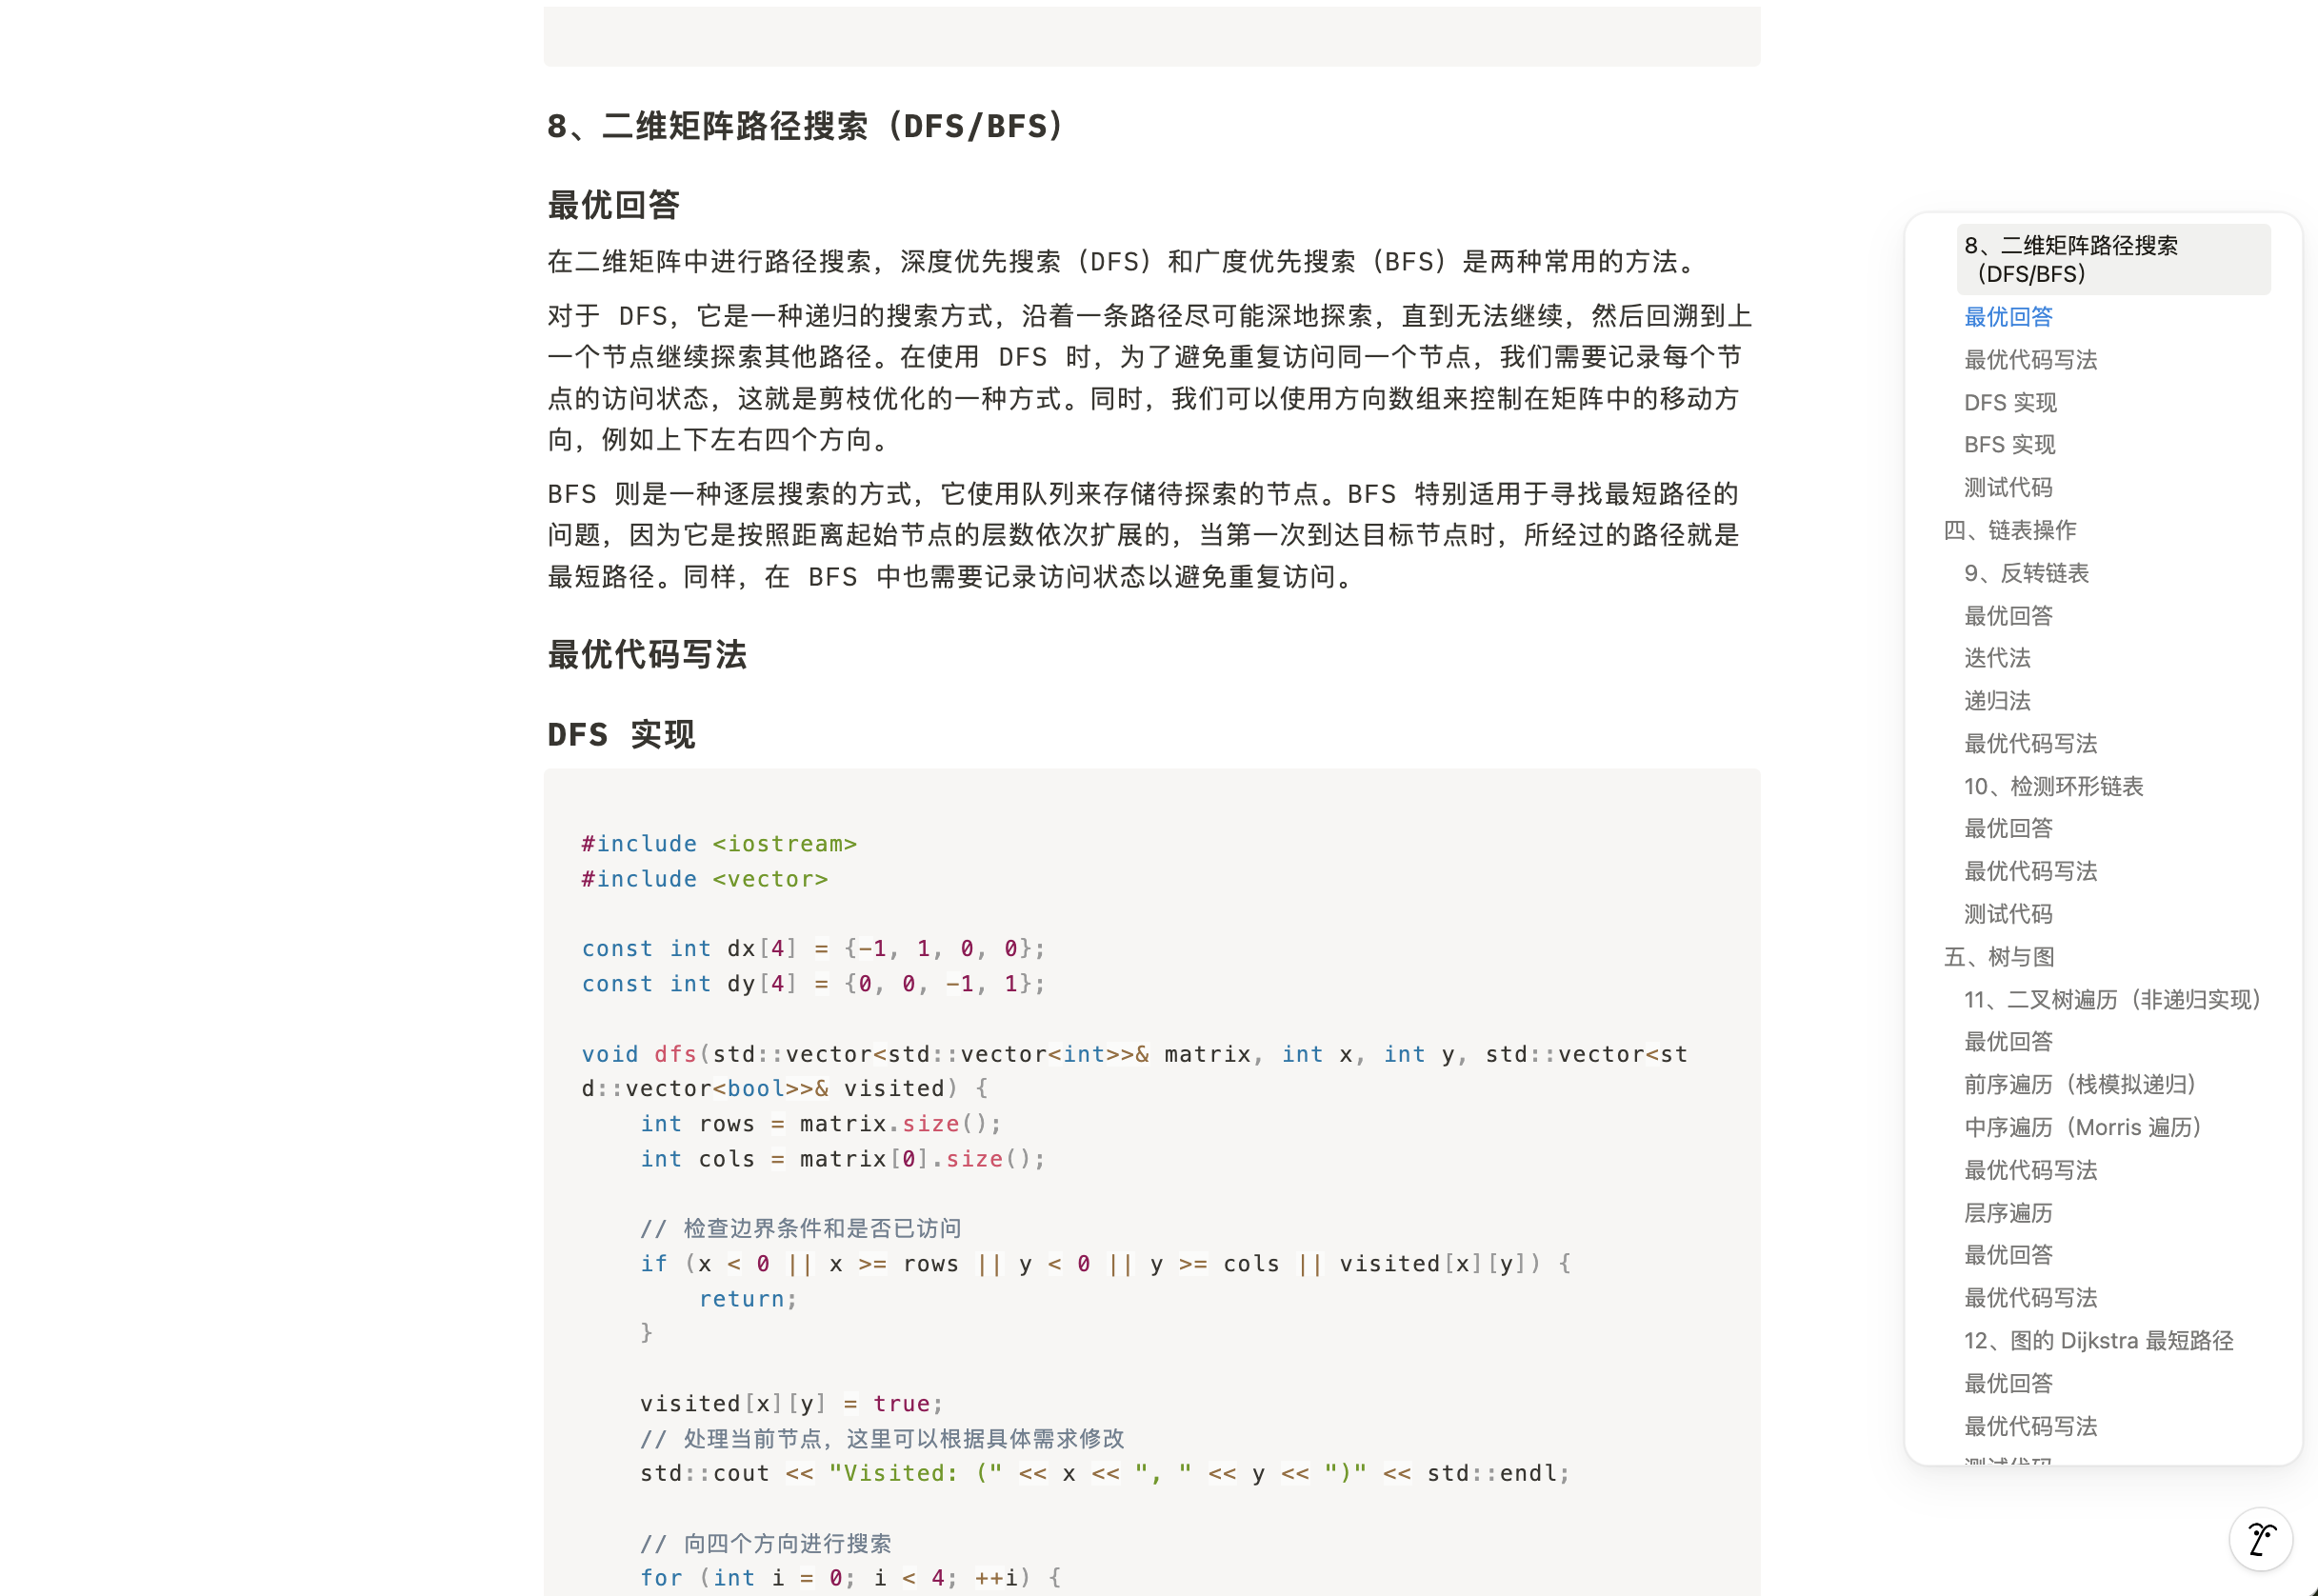 8、二维矩阵路径搜索（DFS/BFS）
最优回答
在二维矩阵中进行路径搜索，深度优先搜索（DFS）和广度优先搜索（BFS）是两种常用的方法。
对于 DFS，它是一种递归的搜索方式，沿着一条路径尽可能深地探索，直到无法继续，然后回溯到上
一个节点继续探索其他路径。在使用 DFS 时，为了避免重复访问同一个节点，我们需要记录每个节
点的访问状态，这就是剪枝优化的一种方式。同时，我们可以使用方向数组来控制在矩阵中的移动方
向，例如上下左右四个方向。
BFS 则是一种逐层搜索的方式，它使用队列来存储待探索的节点。BFS 特别适用于寻找最短路径的
问题，因为它是按照距离起始节点的层数依次扩展的，当第一次到达目标节点时，所经过的路径就是
最短路径。同样，在 BFS 中也需要记录访问状态以避免重复访问。
最优代码写法
DFS 实现
#include <iostream>
#include <vector>
const int dx[4] = {-1, 1, 0, 0};
const int dy[4] = {0, 0, -1, 1};
void dfs(std::vector<std::vector<int>>& matrix, int x, int y, std::vector<st
d::vector<bool>>& visited) {
    int rows = matrix.size();
    int cols = matrix[0].size();
    // 检查边界条件和是否已访问
    if (x < 0 || x >= rows || y < 0 || y >= cols || visited[x][y]) {
        return;
    }
    visited[x][y] = true;
    // 处理当前节点，这里可以根据具体需求修改
    std::cout << "Visited: (" << x << ", " << y << ")" << std::endl;
    // 向四个方向进行搜索
    for (int i = 0; i < 4; ++i) {
8、二维矩阵路径搜索
（DFS/BFS）
最优回答
最优代码写法
DFS 实现
BFS 实现
测试代码
四、链表操作
9、反转链表
最优回答
迭代法
递归法
最优代码写法
10、检测环形链表
最优回答
最优代码写法
测试代码
五、树与图
11、二叉树遍历（非递归实现）
最优回答
前序遍历（栈模拟递归）
中序遍历（Morris 遍历）
最优代码写法
层序遍历
最优回答
最优代码写法
12、图的 Dijkstra 最短路径
最优回答
最优代码写法